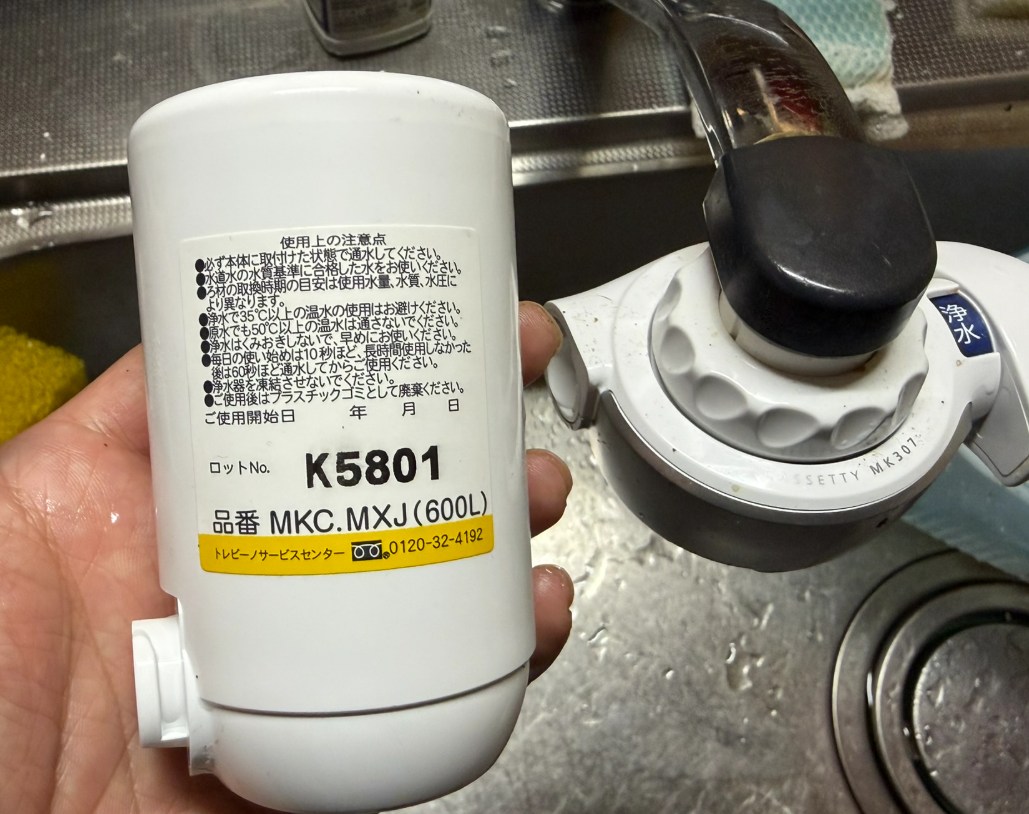 使用上の注意点
●必ず本体に取付けた状態で通水してください。
●水道水の水質基準に合格した水をお使いください。
●ろ材の取換時期の目安は使用水量、水質、水圧に
より異なります。
●浄水で35℃以上の温水の使用はお避けください。
●原水でも50℃以上の温水は通さないでください。
●浄水はくみおきしないで、早めにお使いください。
●毎日の使い始めは10秒ほど、長時間使用しなかった
後は60秒ほど通水してからご使用ください。
●浄水器を凍結させないでください。
●ご使用後はプラスチックゴミとして廃棄ください。
ご使用開始日 年 月 日
ロットNo. K5801
品番 MKC.MXJ(600L)
トレビーノサービスセンター 0120-32-4192
浄水
SSETTY MK307